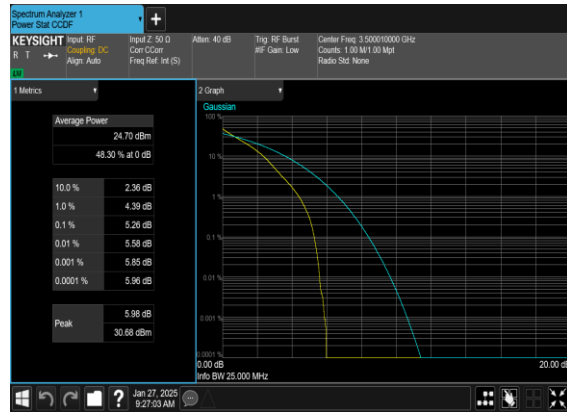 Spectrum Analyzer 1
Power Stat CCDF
KEYSIGHT
R T
LV
Input: RF
Coupling: DC
Align: Auto
Input Z: 50 Ω
Corr CCorr
Freq Ref: Int (S)
Atten: 40 dB
Trig: RF Burst
#IF Gain: Low
Center Freq: 3.500010000 GHz
Counts: 1.00 M/1.00 Mpt
Radio Std: None
1 Metrics
Average Power
24.70 dBm
48.30 % at 0 dB
10.0 % 2.36 dB
1.0 % 4.39 dB
0.1 % 5.26 dB
0.01 % 5.58 dB
0.001 % 5.85 dB
0.0001 % 5.96 dB
Peak
5.98 dB
30.68 dBm
2 Graph
Gaussian
100 %
10 %
1 %
0.1 %
0.01 %
0.001 %
0.0001 %
0.00 dB
20.00 dB
Info BW 25.000 MHz
Jan 27, 2025
9:27:03 AM